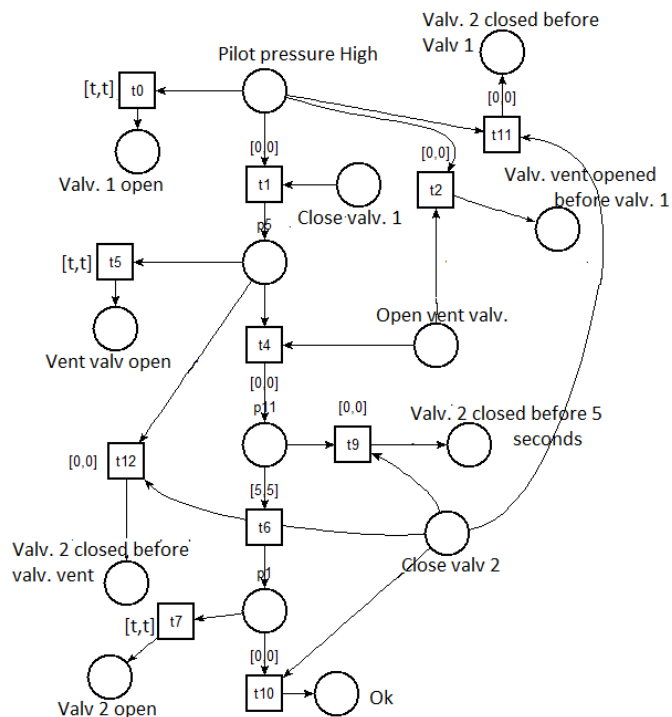 Valv. 2 closed before
Valv 1
Pilot pressure High
[t,t]
t0
[0,0]
t11
[0,0]
[0,0]
Valv. 1 open
t1
t2
Valv. vent opened
before valv. 1
Close valv. 1
p5
[t,t]
t5
Open vent valv.
Vent valv open
t4
[0,0]
p11
[0,0]
Valv. 2 closed before 5
seconds
t9
[0,0]
t12
[5,5]
t6
Valv. 2 closed before
valv. vent
Close valv 2
p1
t7
[t,t]
[0,0]
t10
Ok
Valv 2 open